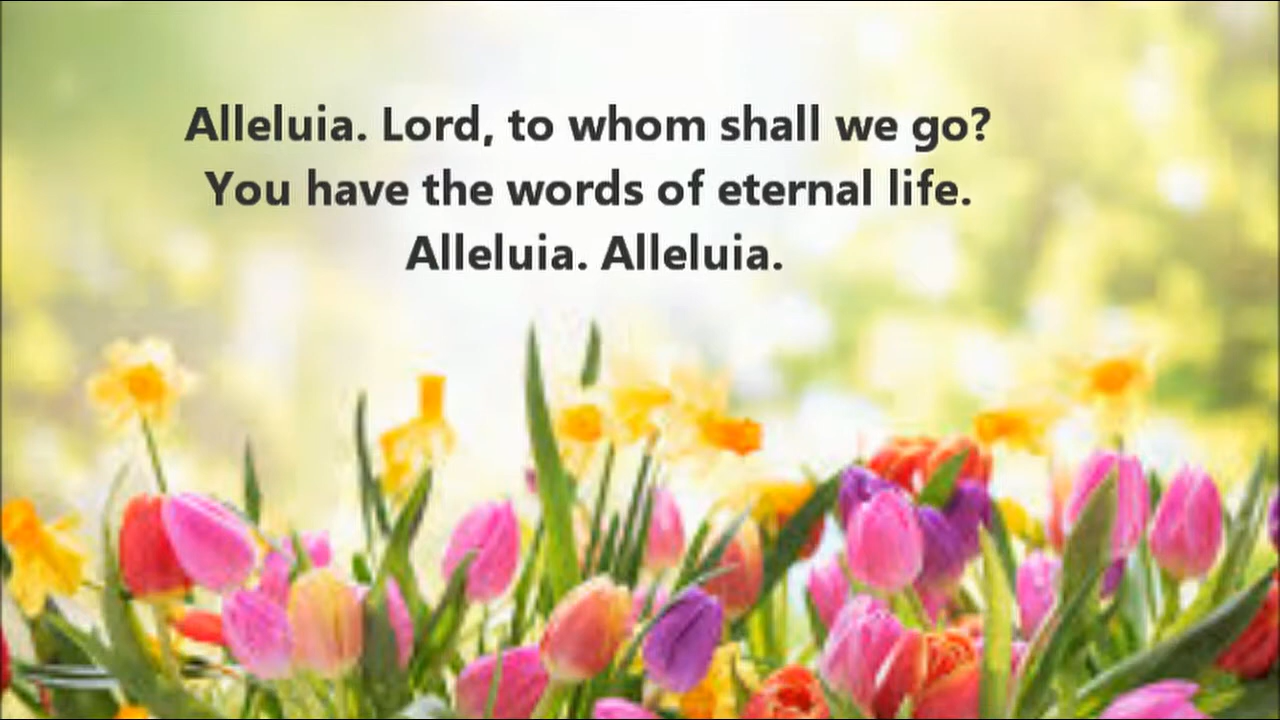 Alleluia. Lord, to whom shall we go?
You have the words of eternal life.
Alleluia. Alleluia.